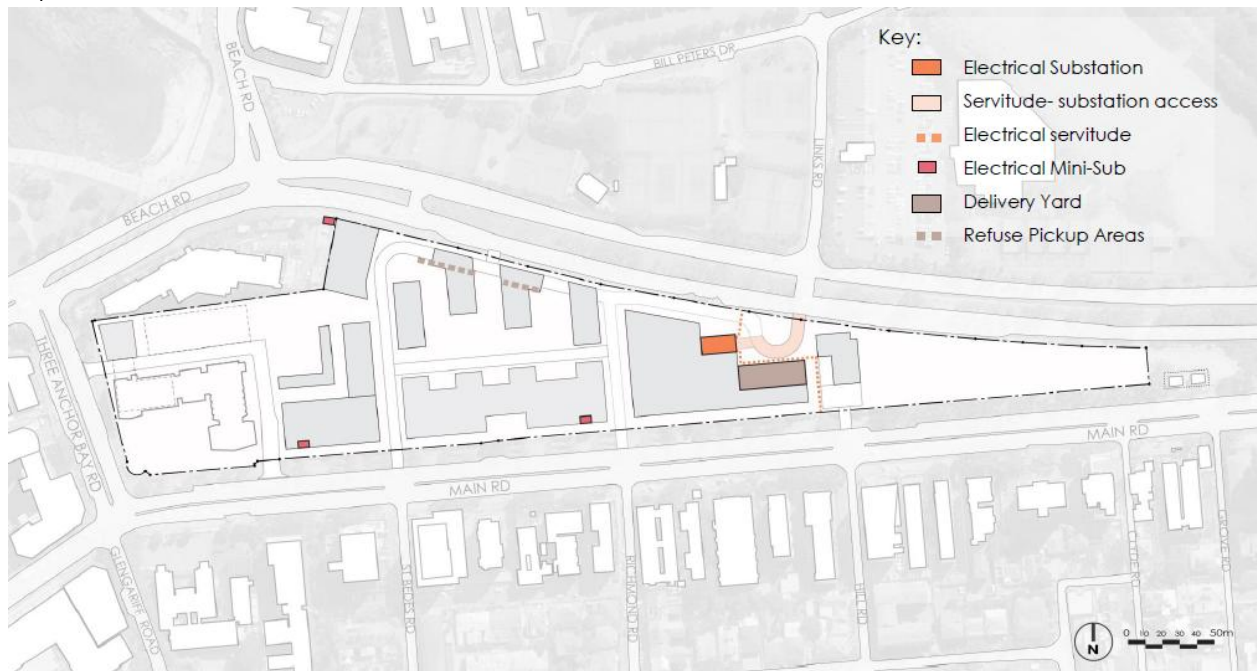 Key:
Electrical Substation
Servitude- substation access
Electrical servitude
Electrical Mini-Sub
Delivery Yard
Refuse Pickup Areas
BEACH RD
BILL PETERS DR
LINKS RD
BEACH RD
THREE ANCHOR BAY RD
MAIN RD
MAIN RD
GLENGARIFF ROAD
ST BEDES RD
RICHMOND RD
HILL RD
GROVE RD
N
0 10 20 30 40 50m